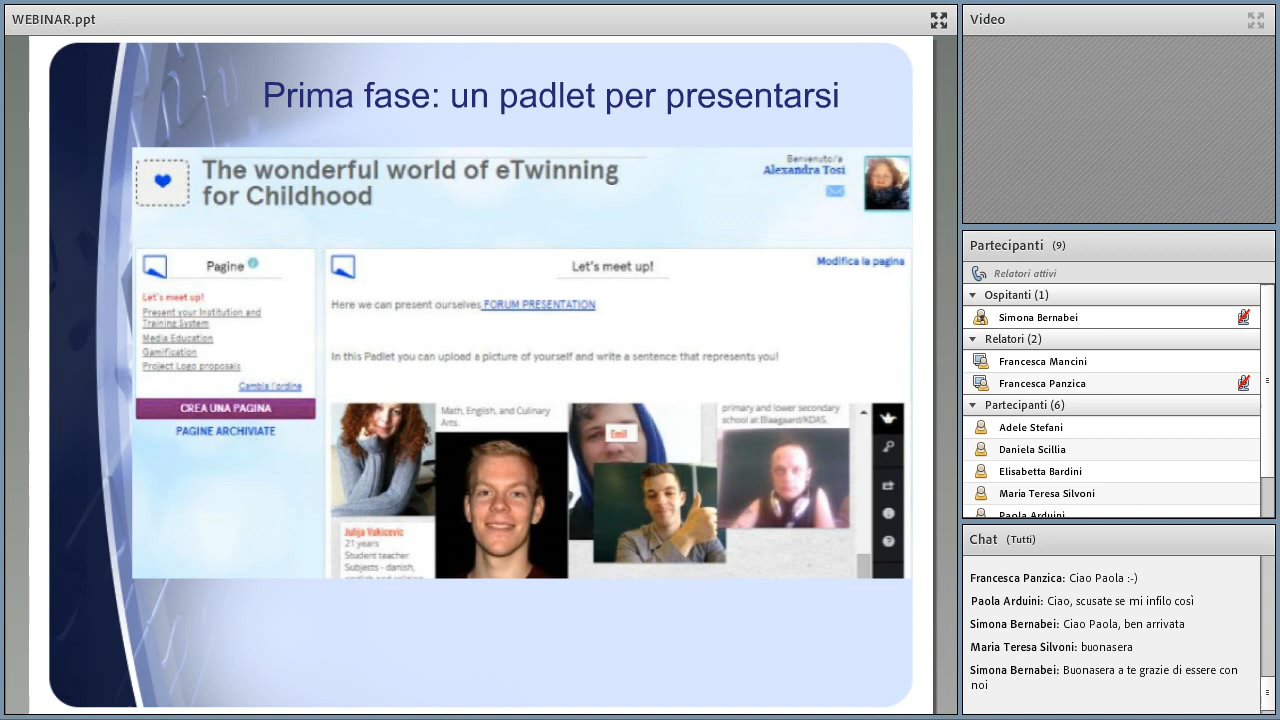 WEBINAR.ppt
Prima fase: un padlet per presentarsi
The wonderful world of eTwinning
for Childhood
Benvenuto/a
Alexandra Tosi
Pagine
Let's meet up!
Present your Institution and
Training System
Media Education
Gamification
Project Logo proposals
Cambia l'ordine
CREA UNA PAGINA
PAGINE ARCHIVIATE
Let's meet up!
Modifica la pagina
Here we can present ourselves FORUM PRESENTATION
In this Padlet you can upload a picture of yourself and write a sentence that represents you!
Math, English, and Culinary
Arts.
Emil
primary and lower secondary
school at Blaagaard/KDAS,
Julija Vukicevic
21 years
Student teacher
Subjects - danish,
english and religion
Video
Partecipanti (9)
Relatori attivi
Ospitanti (1)
Simona Bernabei
Relatori (2)
Francesca Mancini
Francesca Panzica
Partecipanti (6)
Adele Stefani
Daniela Scillia
Elisabetta Bardini
Maria Teresa Silvoni
Paola Arduini
Chat (Tutti)
Francesca Panzica: Ciao Paola :-)
Paola Arduini: Ciao, scusate se mi infilo così
Simona Bernabei: Ciao Paola, ben arrivata
Maria Teresa Silvoni: buonasera
Simona Bernabei: Buonasera a te grazie di essere con
noi